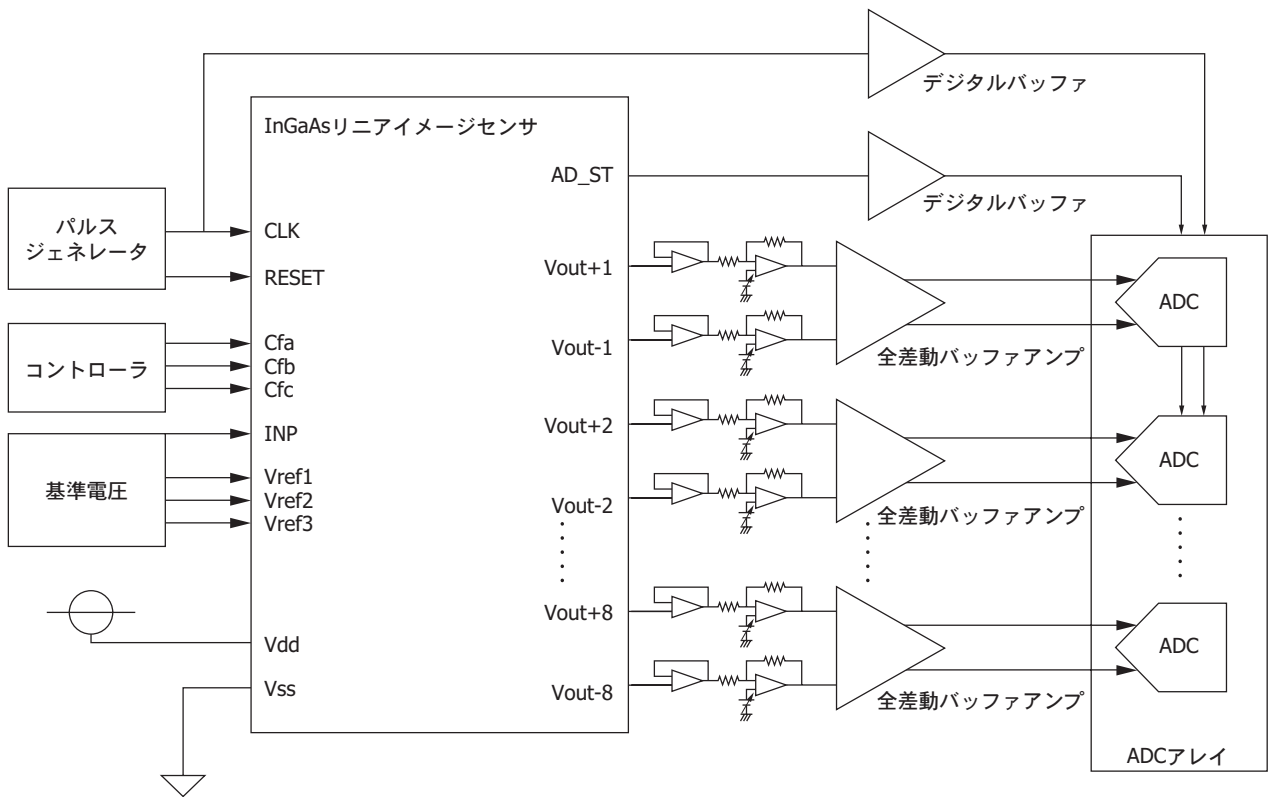 デジタルバッファ
InGaAsリニアイメージセンサ
AD_ST
デジタルバッファ
パルス
ジェネレータ
CLK
RESET
Vout+1
ADC
Vout-1
全差動バッファアンプ
コントローラ
Cfa
Cfb
Cfc
INP
Vout+2
ADC
基準電圧
Vref1
Vref2
Vref3
Vout-2
全差動バッファアンプ
Vout+8
ADC
Vdd
Vss
Vout-8
全差動バッファアンプ
ADCアレイ